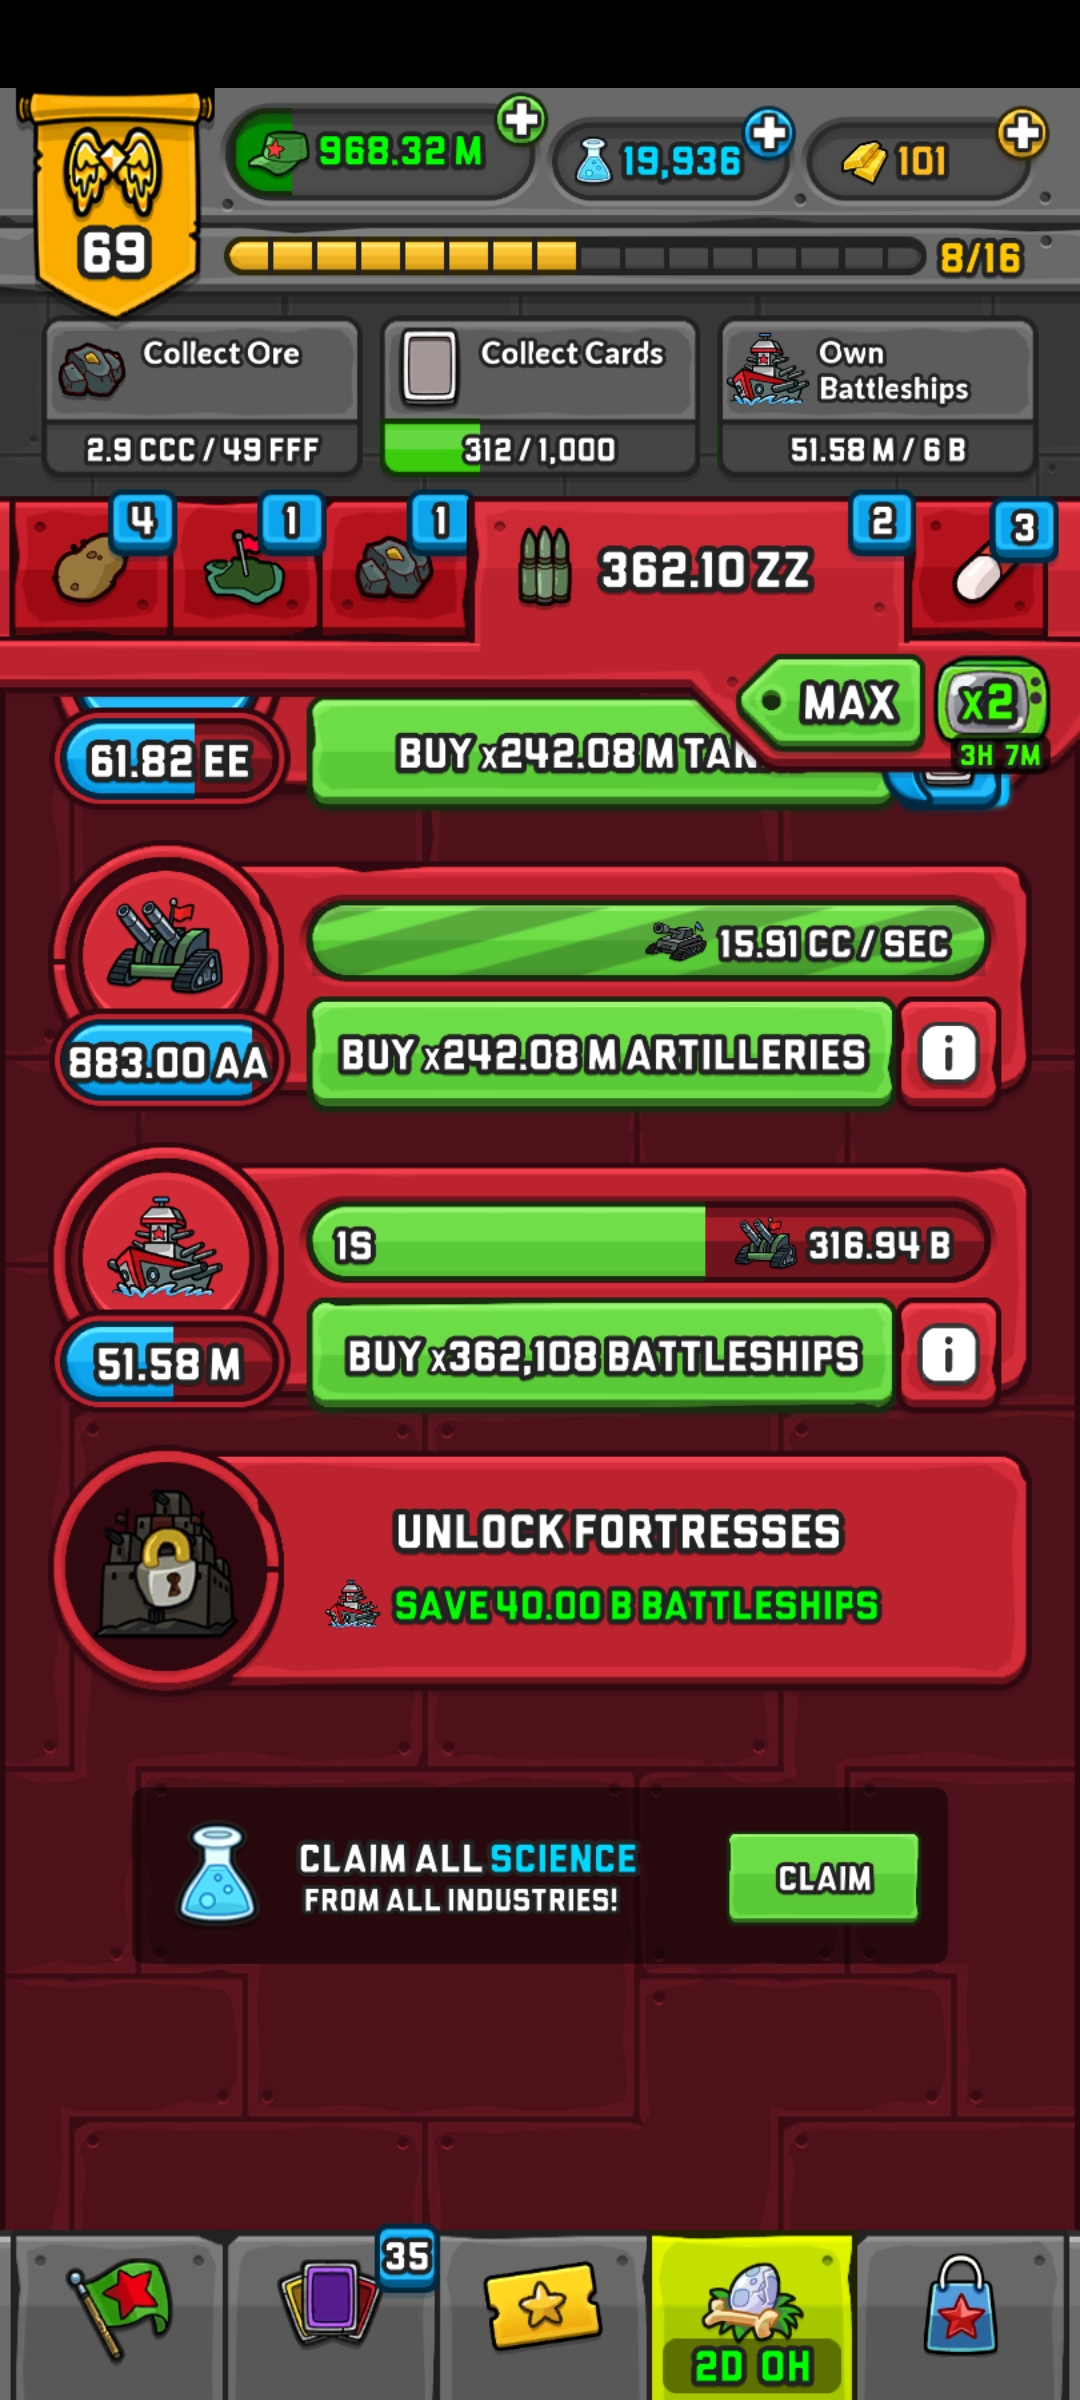 968.32 M
19,936
101
69
8/16
Collect Ore
2.9 CCC / 49 FFF
Collect Cards
312 / 1,000
Own
Battleships
51.58 M / 6 B
4
1
1
362.10 ZZ
2
3
MAX
x2
3H 7M
61.82 EE
BUY x242.08 M TAN
15.91 CC / SEC
883.00 AA
BUY x242.08 M ARTILLERIES
i
1S
316.94 B
51.58 M
BUY x362,108 BATTLESHIPS
i
UNLOCK FORTRESSES
SAVE 40.00 B BATTLESHIPS
CLAIM ALL SCIENCE
FROM ALL INDUSTRIES!
CLAIM
35
2D 0H